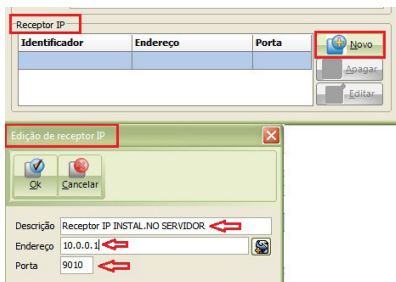 Receptor IP
Identificador Endereço Porta
Novo
Apagar
Editar
Edição de receptor IP
Ok Cancelar
Descrição Receptor IP INSTAL.NO SERVIDOR
Endereço 10.0.0.1
Porta 9010